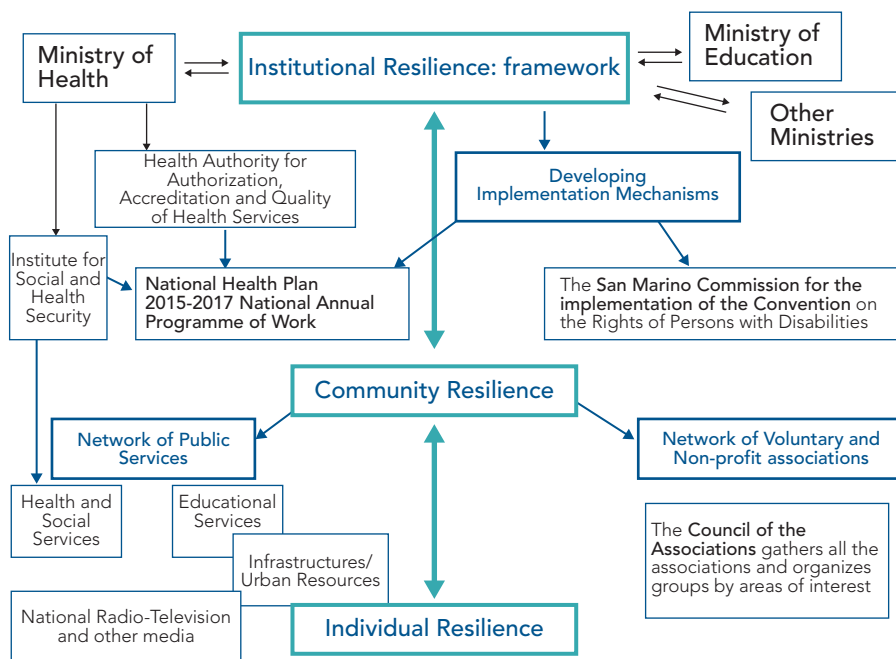 Ministry of
Health
Institutional Resilience: framework
Ministry of
Education
Other
Ministries
Health Authority for
Authorization,
Accreditation and Quality
of Health Services
Developing
Implementation Mechanisms
Institute for
Social and
Health
Security
National Health Plan
2015-2017 National Annual
Programme of Work
The San Marino Commission for the
implementation of the Convention on
the Rights of Persons with Disabilities
Community Resilience
Network of Public
Services
Network of Voluntary and
Non-profit associations
Health and
Social
Services
Educational
Services
Infrastructures/
Urban Resources
The Council of the
Associations gathers all the
associations and organizes
groups by areas of interest
National Radio-Television
and other media
Individual Resilience